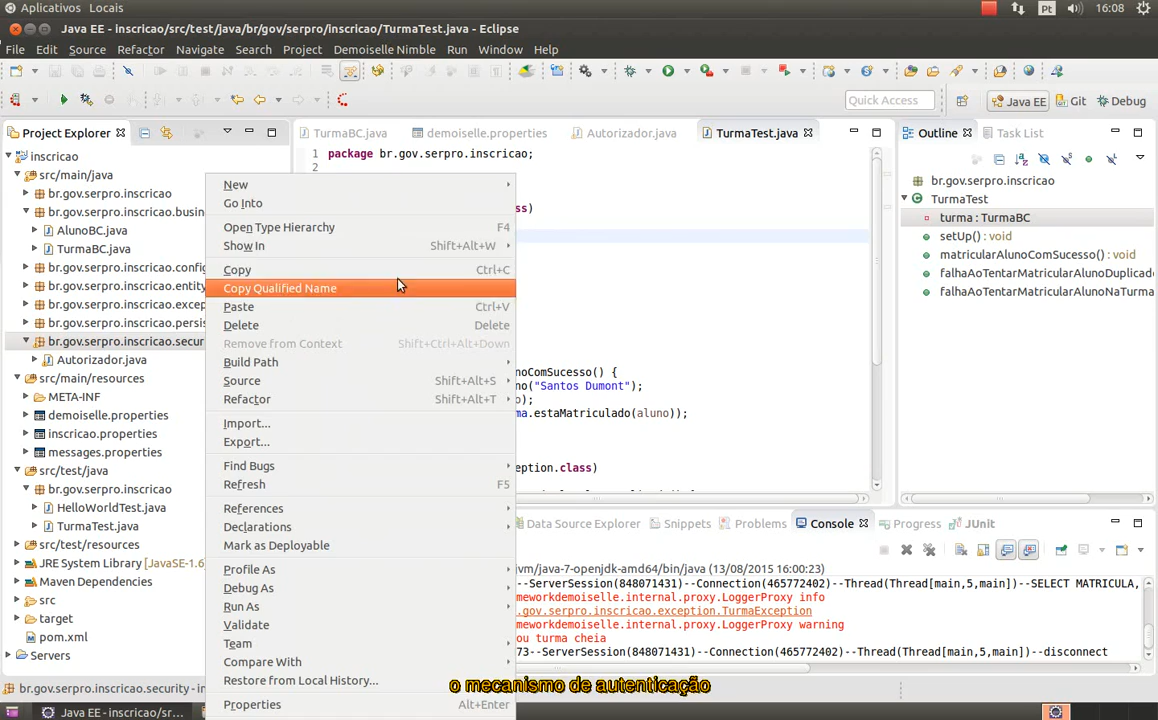 Aplicativos Locais
Pt 16:08
Java EE - inscricao/src/test/java/br/gov/serpro/inscricao/TurmaTest.java - Eclipse
File Edit Source Refactor Navigate Search Project Demoiselle Nimble Run Window Help
Quick Access Java EE Git Debug
Project Explorer
inscricao
src/main/java
br.gov.serpro.inscricao
br.gov.serpro.inscricao.busin
AlunoBC.java
TurmaBC.java
br.gov.serpro.inscricao.config
br.gov.serpro.inscricao.entity
br.gov.serpro.inscricao.excep
br.gov.serpro.inscricao.persis
br.gov.serpro.inscricao.secur
Autorizador.java
src/main/resources
META-INF
demoiselle.properties
inscricao.properties
messages.properties
src/test/java
br.gov.serpro.inscricao
HelloWorldTest.java
TurmaTest.java
src/test/resources
JRE System Library [JavaSE-1.6]
Maven Dependencies
src
target
pom.xml
Servers
New
Go Into
Open Type Hierarchy F4
Show In Shift+Alt+W
Copy Ctrl+C
Copy Qualified Name
Paste Ctrl+V
Delete Delete
Remove from Context Shift+Ctrl+Alt+Down
Build Path
Source Shift+Alt+S
Refactor Shift+Alt+T
Import...
Export...
Find Bugs
Refresh F5
References
Declarations
Mark as Deployable
Profile As
Debug As
Run As
Validate
Team
Compare With
Restore from Local History...
Properties Alt+Enter
TurmaBC.java demoiselle.properties Autorizador.java TurmaTest.java
1 package br.gov.serpro.inscricao;
2
ss)
noComSucesso() {
no("Santos Dumont");
o);
ma.estaMatriculado(aluno));
ception.class)
Outline Task List
br.gov.serpro.inscricao
TurmaTest
turma : TurmaBC
setUp() : void
matricularAlunoComSucesso() : void
falhaAoTentarMatricularAlunoDuplicad
falhaAoTentarMatricularAlunoNaTurma
Data Source Explorer Snippets Problems Console Progress JUnit
jvm/java-7-openjdk-amd64/bin/java (13/08/2015 16:00:23)
--ServerSession(848071431)--Connection(465772402)--Thread(Thread[main,5,main])--SELECT MATRICULA,
meworkdemoiselle.internal.proxy.LoggerProxy info
.gov.serpro.inscricao.exception.TurmaException
meworkdemoiselle.internal.proxy.LoggerProxy warning
ou turma cheia
73--ServerSession(848071431)--Connection(465772402)--Thread(Thread[main,5,main])--disconnect
br.gov.serpro.inscricao.security - in
o mecanismo de autenticação
Java EE - inscricao/src/...